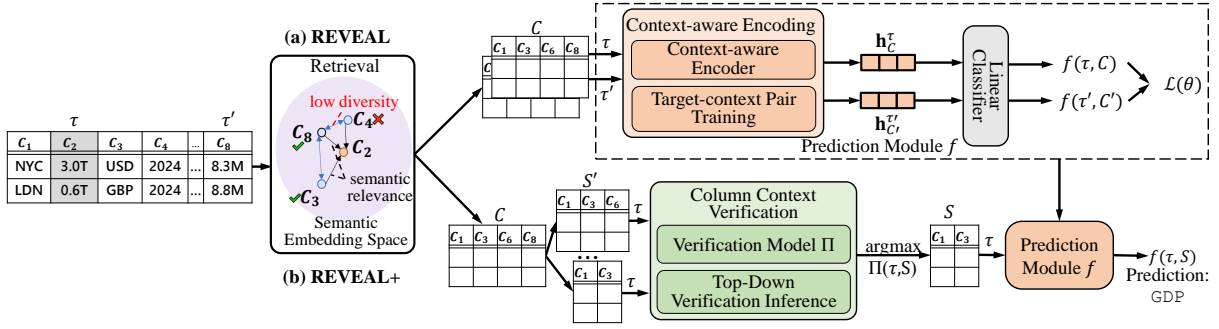 (a) REVEAL
Retrieval
low diversity
C₄
C₈
C₂
C₃
semantic
relevance
Semantic
Embedding Space
(b) REVEAL+
τ
τ′
C₁ C₂ C₃ C₄ ... C₈
NYC 3.0T USD 2024 ... 8.3M
LDN 0.6T GBP 2024 ... 8.8M
C
C₁ C₃ C₆ C₈
C
τ
τ′
Context-aware Encoding
Context-aware
Encoder
Target-context Pair
Training
h_C^τ
h_C′^τ′
Linear
Classifier
f(τ, C)
f(τ′, C′)
ℒ(θ)
Prediction Module f
C
C₁ C₃ C₆ C₈
S′
C₁ C₃ C₆
τ
...
C₁ C₃
τ
Column Context
Verification
Verification Model Π
Top-Down
Verification Inference
argmax
Π(τ,S)
S
C₁ C₃
τ
Prediction
Module f
f(τ, S)
Prediction:
GDP